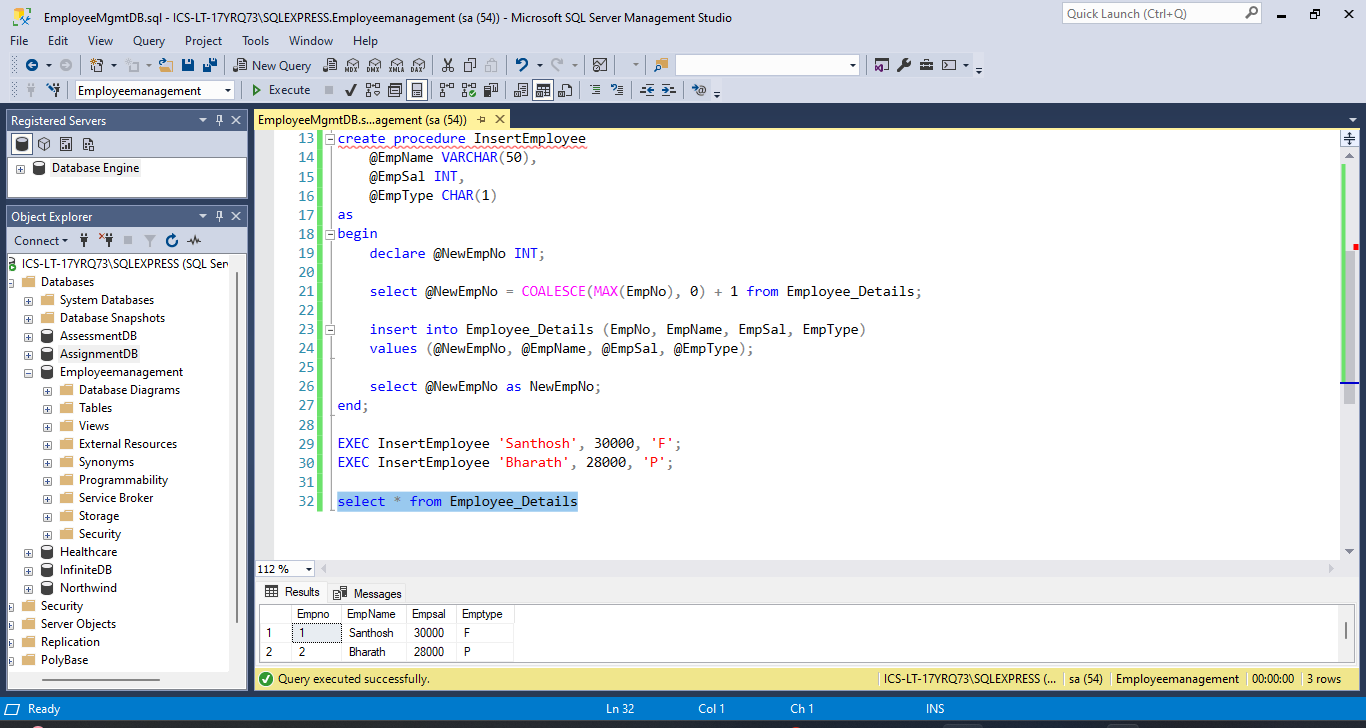 EmployeeMgmtDB.sql - ICS-LT-17YRQ73\SQLEXPRESS.Employeemanagement (sa (54)) - Microsoft SQL Server Management Studio
Quick Launch (Ctrl+Q)
File Edit View Query Project Tools Window Help
New Query MDX DMX XMLA DAX
Employeemanagement Execute
Registered Servers
Database Engine
Object Explorer
Connect
ICS-LT-17YRQ73\SQLEXPRESS (SQL Ser
Databases
System Databases
Database Snapshots
AssessmentDB
AssignmentDB
Employeemanagement
Database Diagrams
Tables
Views
External Resources
Synonyms
Programmability
Service Broker
Storage
Security
Healthcare
InfiniteDB
Northwind
Security
Server Objects
Replication
PolyBase
EmployeeMgmtDB.s...agement (sa (54))
13 create procedure InsertEmployee
14 @EmpName VARCHAR(50),
15 @EmpSal INT,
16 @EmpType CHAR(1)
17 as
18 begin
19 declare @NewEmpNo INT;
20
21 select @NewEmpNo = COALESCE(MAX(EmpNo), 0) + 1 from Employee_Details;
22
23 insert into Employee_Details (EmpNo, EmpName, EmpSal, EmpType)
24 values (@NewEmpNo, @EmpName, @EmpSal, @EmpType);
25
26 select @NewEmpNo as NewEmpNo;
27 end;
28
29 EXEC InsertEmployee 'Santhosh', 30000, 'F';
30 EXEC InsertEmployee 'Bharath', 28000, 'P';
31
32 select * from Employee_Details
112 %
Results Messages
Empno EmpName Empsal Emptype
1 1 Santhosh 30000 F
2 2 Bharath 28000 P
Query executed successfully. ICS-LT-17YRQ73\SQLEXPRESS (... sa (54) Employeemanagement 00:00:00 3 rows
Ready Ln 32 Col 1 Ch 1 INS